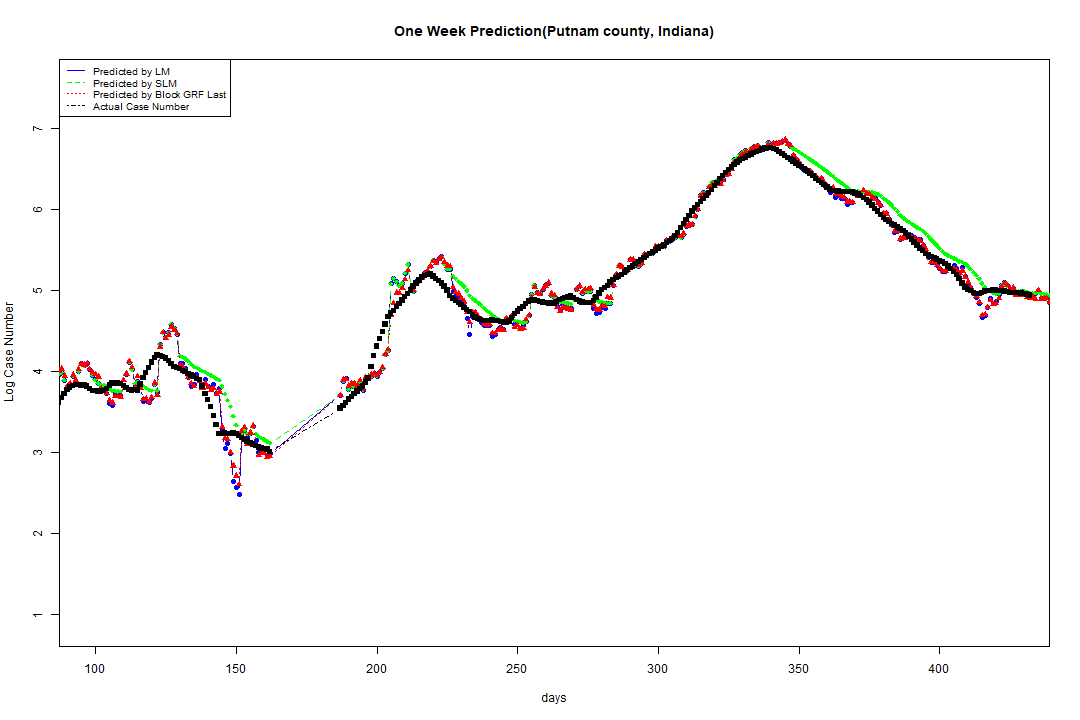 One Week Prediction(Putnam county, Indiana)
Predicted by LM
Predicted by SLM
Predicted by Block GRF Last
Actual Case Number
7
6
5
4
3
2
1
Log Case Number
100 150 200 250 300 350 400
days